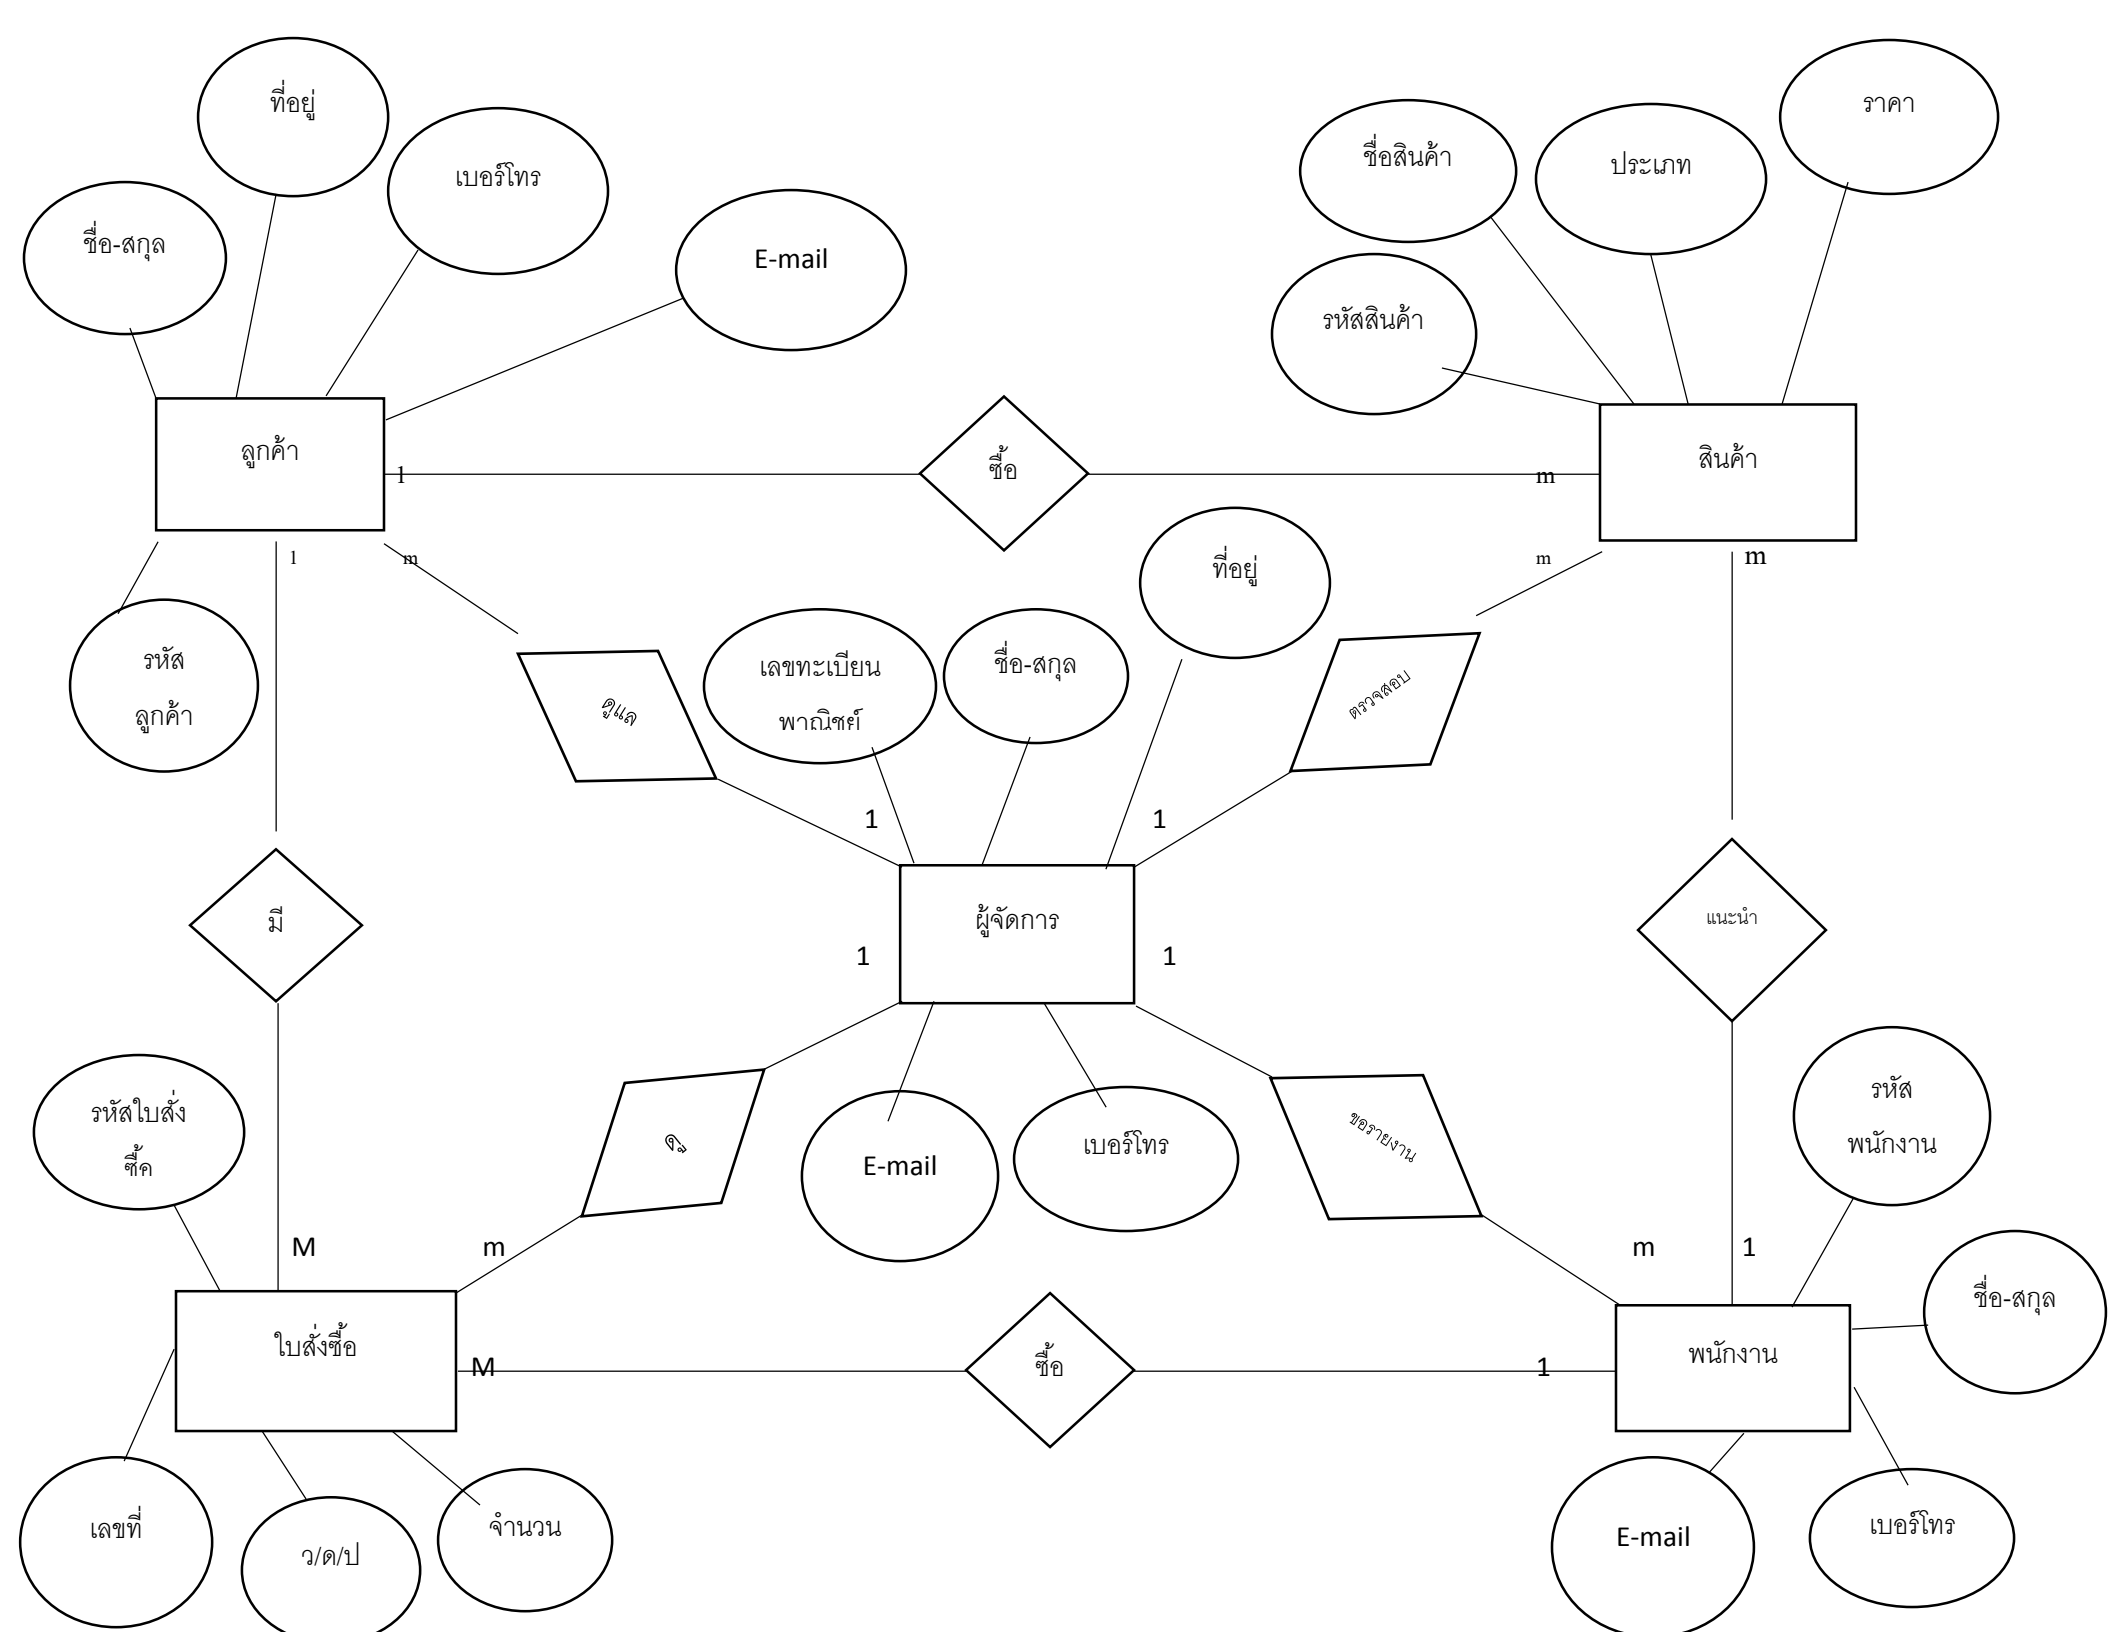 ที่อยู่
ราคา
ชื่อสินค้า
ประเภท
เบอร์โทร
ชื่อ-สกุล
E-mail
รหัสสินค้า
ลูกค้า
ซื้อ
สินค้า
1
m
1
m
m
m
ที่อยู่
รหัส
ลูกค้า
เลขทะเบียน
พาณิชย์
ชื่อ-สกุล
ดูแล
ตรวจสอบ
1
1
ผู้จัดการ
มี
แนะนำ
1
1
รหัสใบสั่ง
ซื้ค
ดู
E-mail
เบอร์โทร
ขอรายงาน
รหัส
พนักงาน
M
m
m
1
ชื่อ-สกุล
ใบสั่งซื้อ
M
ซื้อ
1
พนักงาน
เลขที่
ว/ด/ป
จำนวน
E-mail
เบอร์โทร